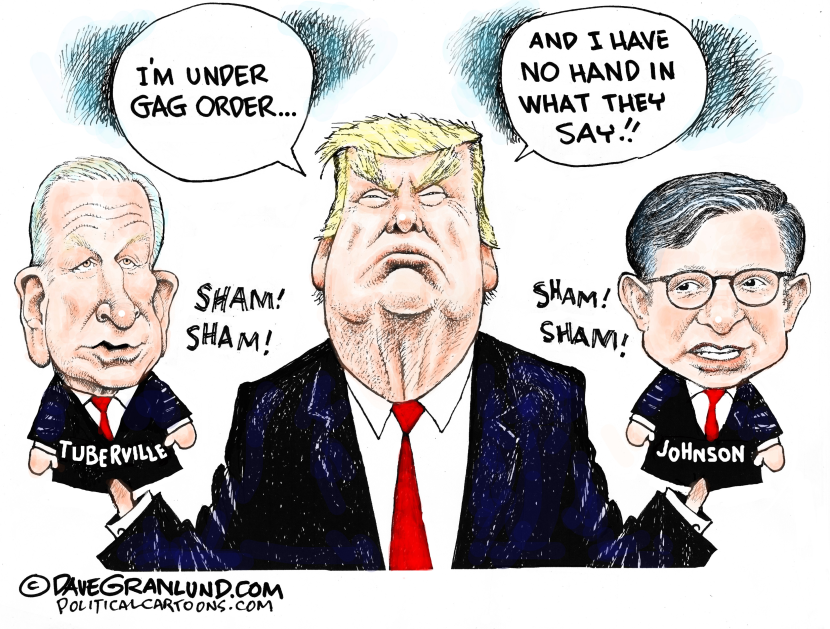 I'M UNDER
GAG ORDER...
AND I HAVE
NO HAND IN
WHAT THEY
SAY.!!
SHAM!
SHAM!
SHAM!
SHAM!
TUBERVILLE
JOHNSON
© DAVEGRANLUND.COM
POLITICALCARTOONS.COM